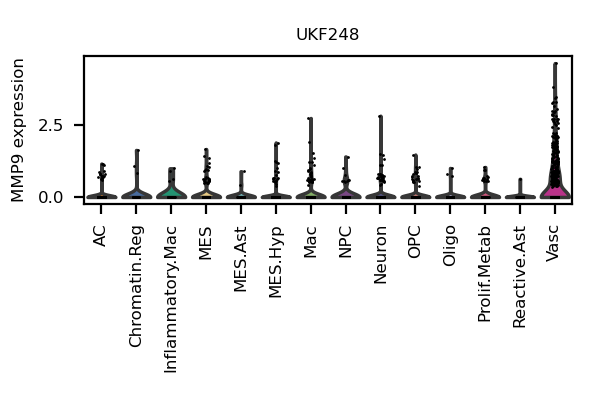 UKF248
MMP9 expression
2.5
0.0
AC
Chromatin.Reg
Inflammatory.Mac
MES
MES.Ast
MES.Hyp
Mac
NPC
Neuron
OPC
Oligo
Prolif.Metab
Reactive.Ast
Vasc